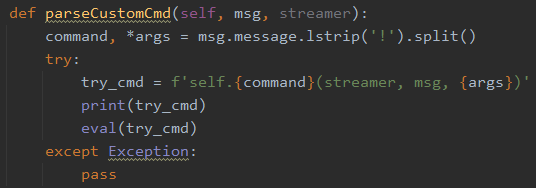 def parseCustomCmd(self, msg, streamer):
    command, *args = msg.message.lstrip('!').split()
    try:
        try_cmd = f'self.{command}(streamer, msg, {args})'
        print(try_cmd)
        eval(try_cmd)
    except Exception:
        pass